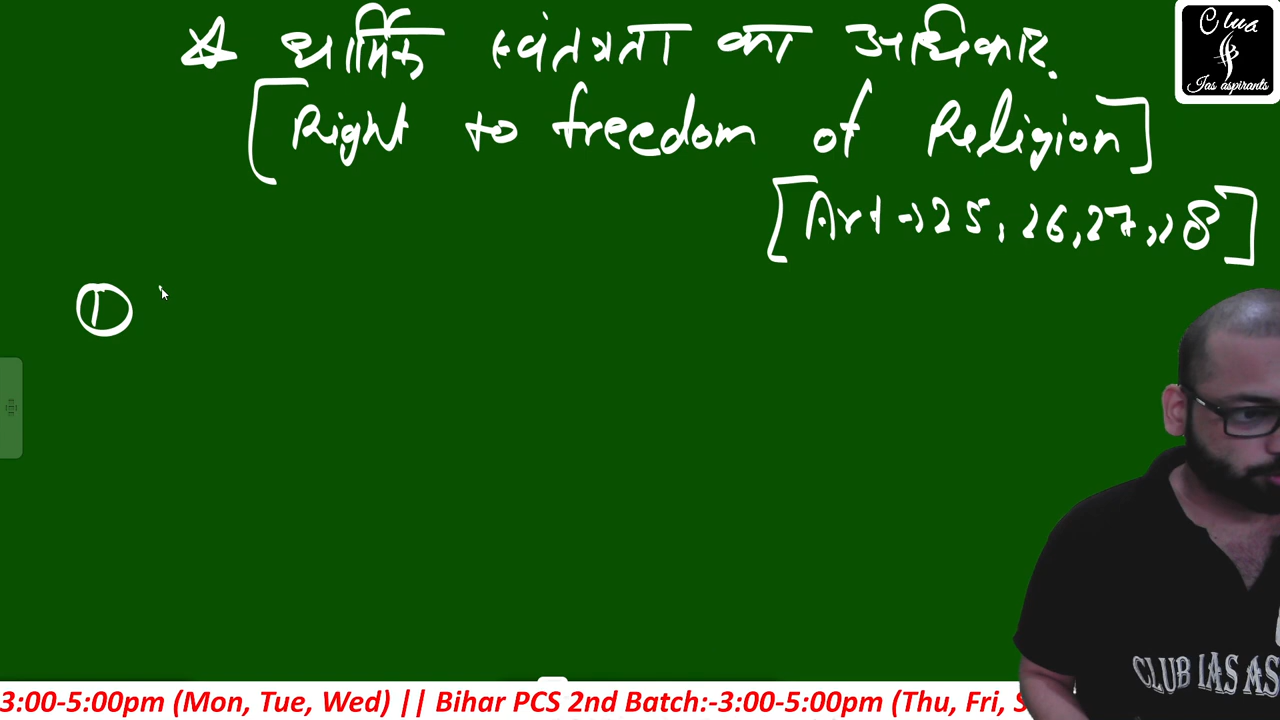 ☆ धार्मिक स्वंतत्रता का अधिकार.
[Right to freedom of Religion]
[Art → 25, 26, 27, 28]
①
Club
Ias aspirants
CLUB IAS AS
3:00-5:00pm (Mon, Tue, Wed) || Bihar PCS 2nd Batch:-3:00-5:00pm (Thu, Fri, S